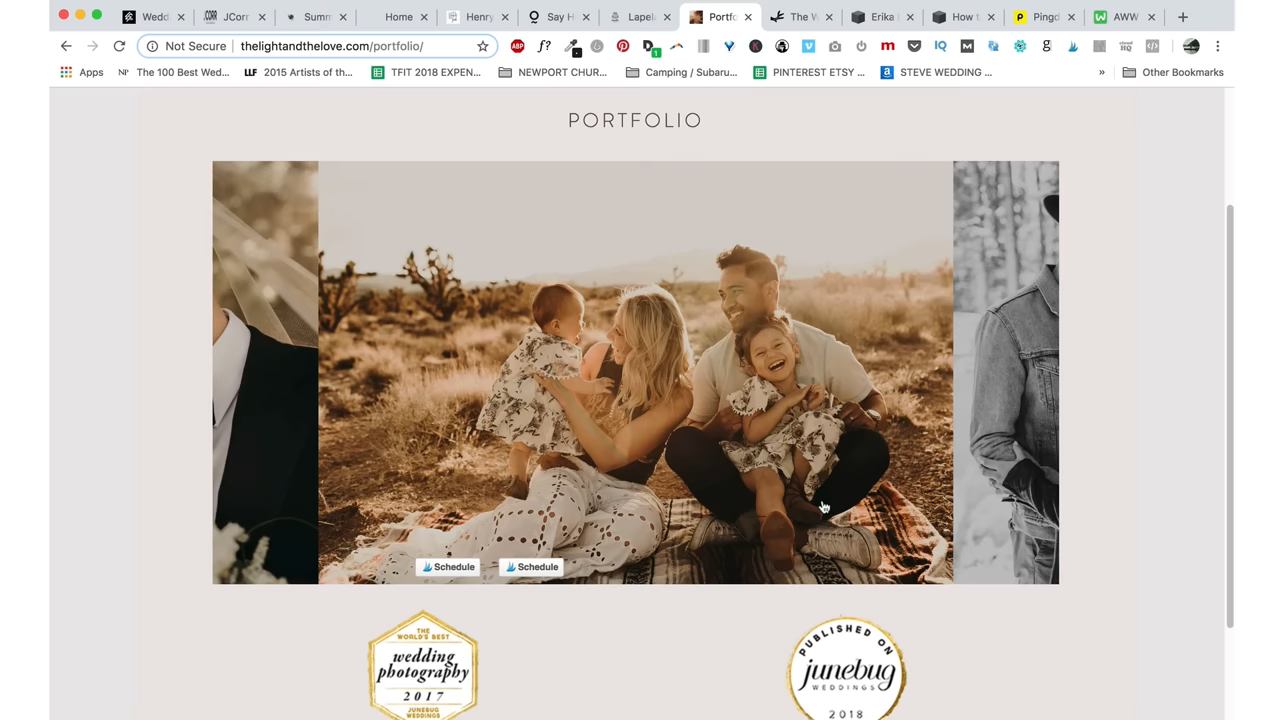 Wedd
JCorr
Summ
Home
Henry
Say H
Lapel
Portfo
The W
Erika
How t
Pingd
AWW
Not Secure
thelightandthelove.com/portfolio/
Apps
The 100 Best Wed...
2015 Artists of th...
TFIT 2018 EXPEN...
NEWPORT CHUR...
Camping / Subaru...
PINTEREST ETSY ...
STEVE WEDDING ...
»
Other Bookmarks
PORTFOLIO
Schedule
Schedule
THE
WORLD'S BEST
wedding
photography
2017
JUNEBUG
WEDDINGS
PUBLISHED ON
junebug
WEDDINGS
2018